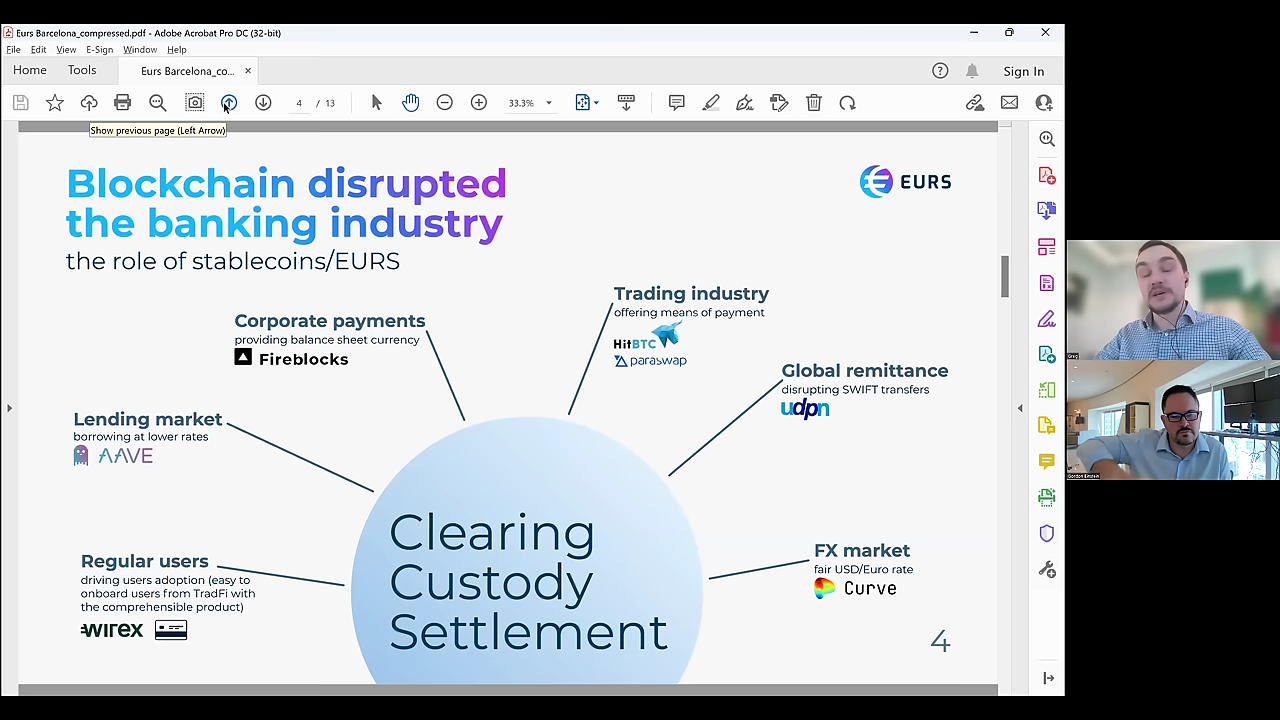 Eurs Barcelona_compressed.pdf - Adobe Acrobat Pro DC (32-bit)
File Edit View E-Sign Window Help
Home Tools Eurs Barcelona_co... × Sign In
4 / 13 33.3%
Show previous page (Left Arrow)
Blockchain disrupted
the banking industry
the role of stablecoins/EURS
EURS
Trading industry
offering means of payment
HitBTC
paraswap
Corporate payments
providing balance sheet currency
Fireblocks
Global remittance
disrupting SWIFT transfers
udpn
Lending market
borrowing at lower rates
AAVE
Clearing
Custody
Settlement
Regular users
driving users adoption (easy to
onboard users from TradFi with
the comprehensible product)
wirex
FX market
fair USD/Euro rate
Curve
4
Greg
Gordon Einstein